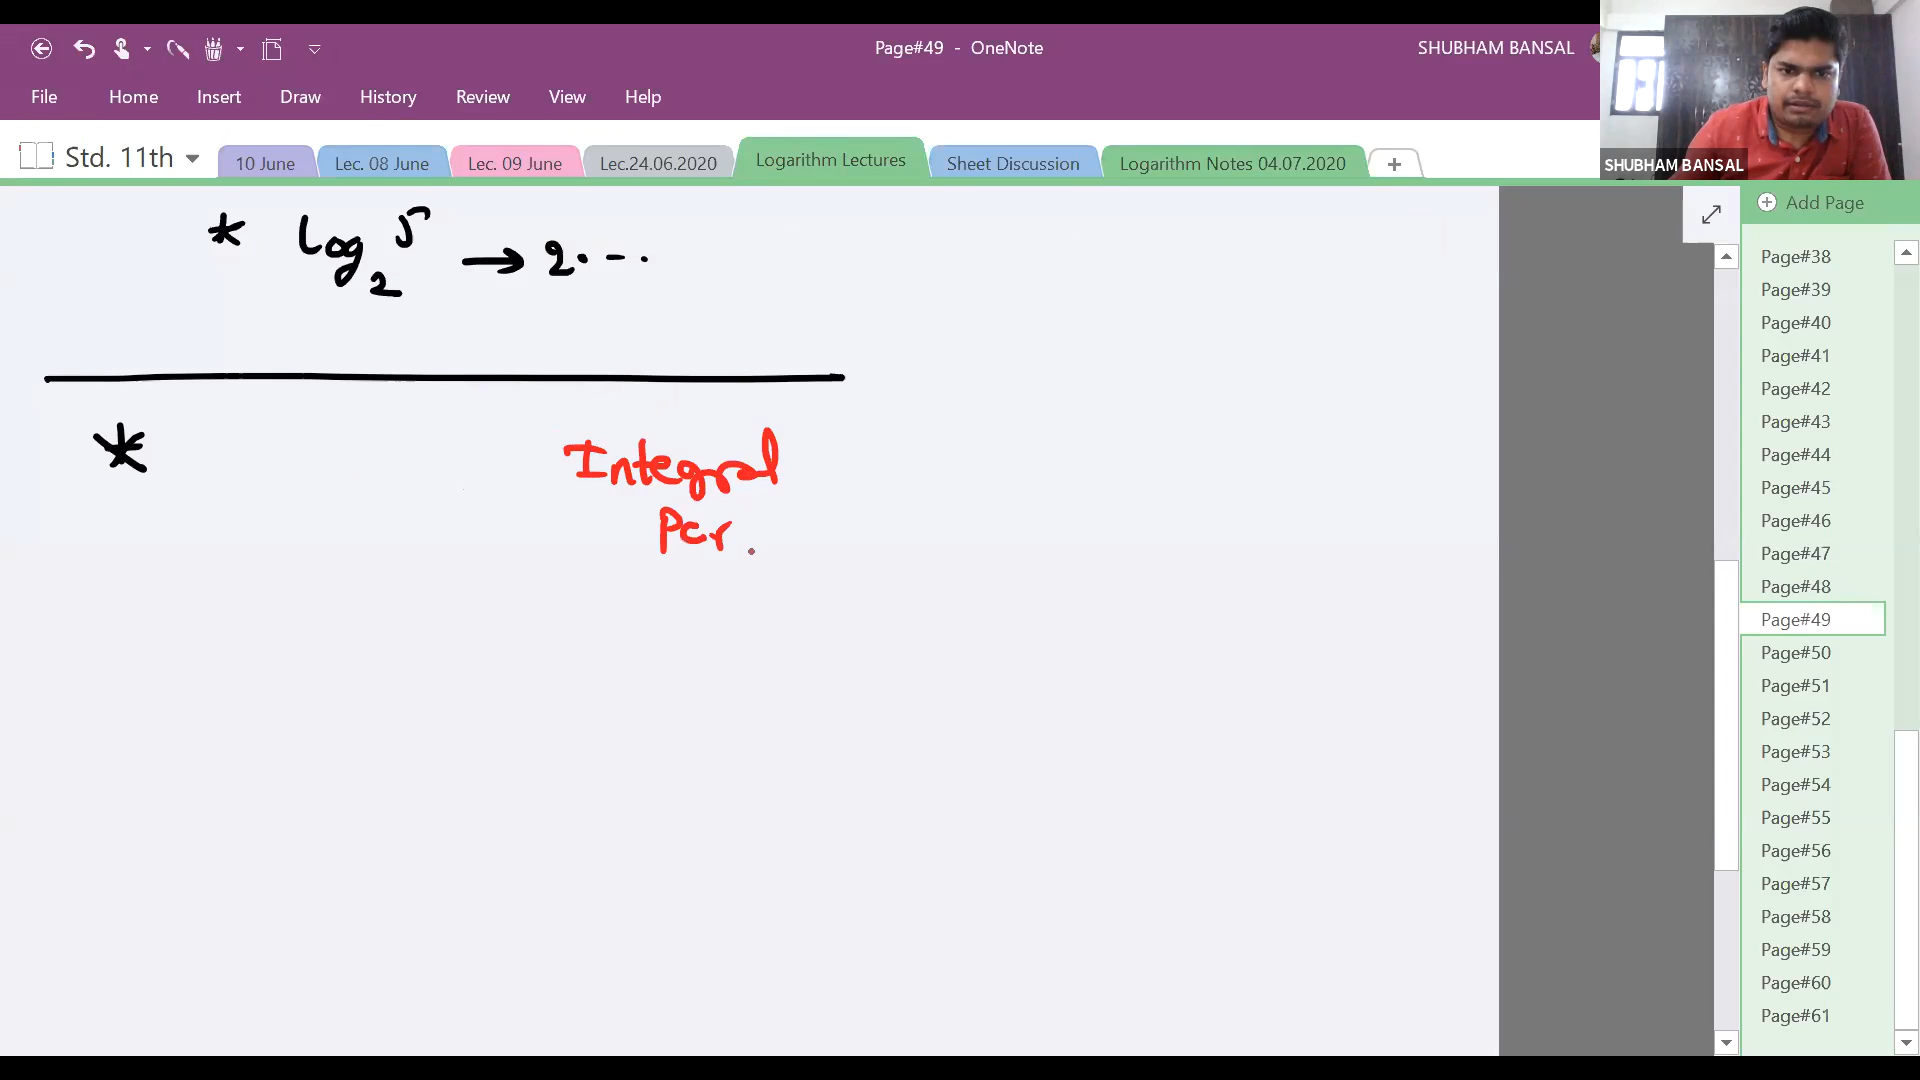 Page#49 - OneNote
SHUBHAM BANSAL
File Home Insert Draw History Review View Help
SHUBHAM BANSAL
Std. 11th
10 June
Lec. 08 June
Lec. 09 June
Lec.24.06.2020
Logarithm Lectures
Sheet Discussion
Logarithm Notes 04.07.2020
+
Add Page
* log₂ 5 → 2.--.
*
Integral
Par
Page#38
Page#39
Page#40
Page#41
Page#42
Page#43
Page#44
Page#45
Page#46
Page#47
Page#48
Page#49
Page#50
Page#51
Page#52
Page#53
Page#54
Page#55
Page#56
Page#57
Page#58
Page#59
Page#60
Page#61